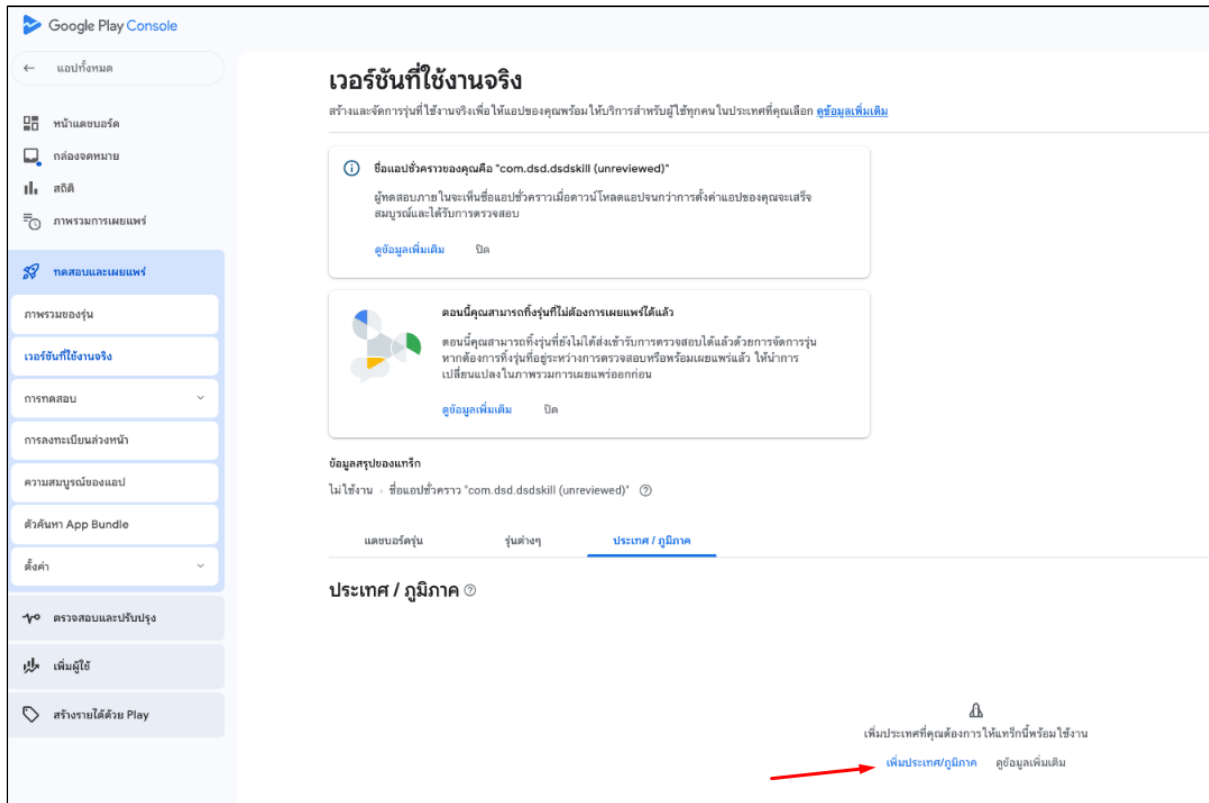 Google Play Console
แอปทั้งหมด
หน้าแดชบอร์ด
กล่องจดหมาย
สถิติ
ภาพรวมการเผยแพร่
ทดสอบและเผยแพร่
ภาพรวมของรุ่น
เวอร์ชันที่ใช้งานจริง
การทดสอบ
การลงทะเบียนล่วงหน้า
ความสมบูรณ์ของแอป
ตัวค้นหา App Bundle
ตั้งค่า
ตรวจสอบและปรับปรุง
เพิ่มผู้ใช้
สร้างรายได้ด้วย Play
เวอร์ชันที่ใช้งานจริง
สร้างและจัดการรุ่นที่ใช้งานจริงเพื่อให้แอปของคุณพร้อมให้บริการสำหรับผู้ใช้ทุกคนในประเทศที่คุณเลือก ดูข้อมูลเพิ่มเติม
ชื่อแอปชั่วคราวของคุณคือ "com.dsd.dsdskill (unreviewed)"
ผู้ทดสอบภายในจะเห็นชื่อแอปชั่วคราวเมื่อดาวน์โหลดแอปจนกว่าการตั้งค่าแอปของคุณจะเสร็จ
สมบูรณ์และได้รับการตรวจสอบ
ดูข้อมูลเพิ่มเติม ปิด
ตอนนี้คุณสามารถทิ้งรุ่นที่ไม่ต้องการเผยแพร่ได้แล้ว
ตอนนี้คุณสามารถทิ้งรุ่นที่ยังไม่ได้ส่งเข้ารับการตรวจสอบได้แล้วด้วยการจัดการรุ่น
หากต้องการทิ้งรุ่นที่อยู่ระหว่างการตรวจสอบหรือพร้อมเผยแพร่แล้ว ให้นำการ
เปลี่ยนแปลงในภาพรวมการเผยแพร่ออกก่อน
ดูข้อมูลเพิ่มเติม ปิด
ข้อมูลสรุปของแทร็ก
ไม่ใช้งาน · ชื่อแอปชั่วคราว "com.dsd.dsdskill (unreviewed)"
แดชบอร์ดรุ่น รุ่นต่างๆ ประเทศ / ภูมิภาค
ประเทศ / ภูมิภาค
เพิ่มประเทศที่คุณต้องการให้แทร็กนี้พร้อมใช้งาน
เพิ่มประเทศ/ภูมิภาค ดูข้อมูลเพิ่มเติม